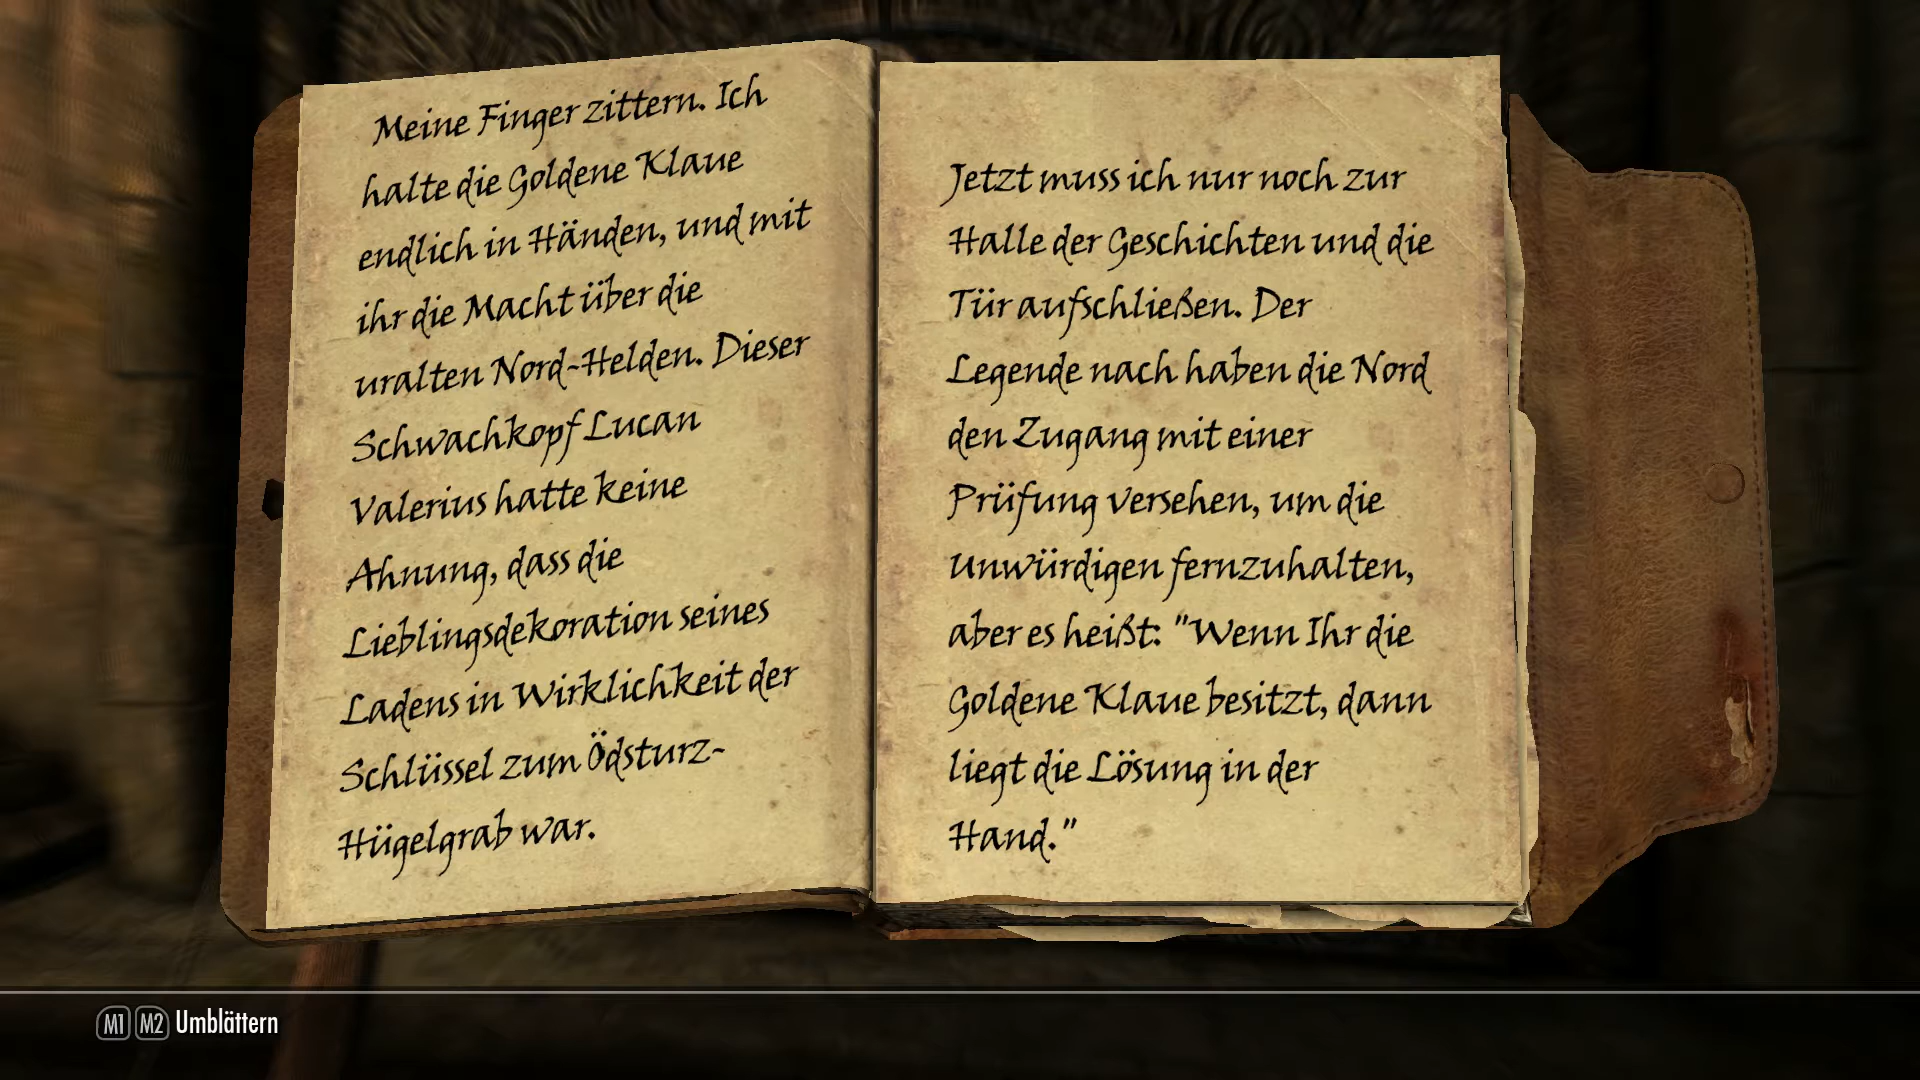 Meine Finger zittern. Ich
halte die Goldene Klaue
endlich in Händen, und mit
ihr die Macht über die
uralten Nord-Helden. Dieser
Schwachkopf Lucan
Valerius hatte keine
Ahnung, dass die
Lieblingsdekoration seines
Ladens in Wirklichkeit der
Schlüssel zum Ödsturz-
Hügelgrab war.
Jetzt muss ich nur noch zur
Halle der Geschichten und die
Tür aufschließen. Der
Legende nach haben die Nord
den Zugang mit einer
Prüfung versehen, um die
Unwürdigen fernzuhalten,
aber es heißt: "Wenn Ihr die
Goldene Klaue besitzt, dann
liegt die Lösung in der
Hand."
M1 M2 Umblättern